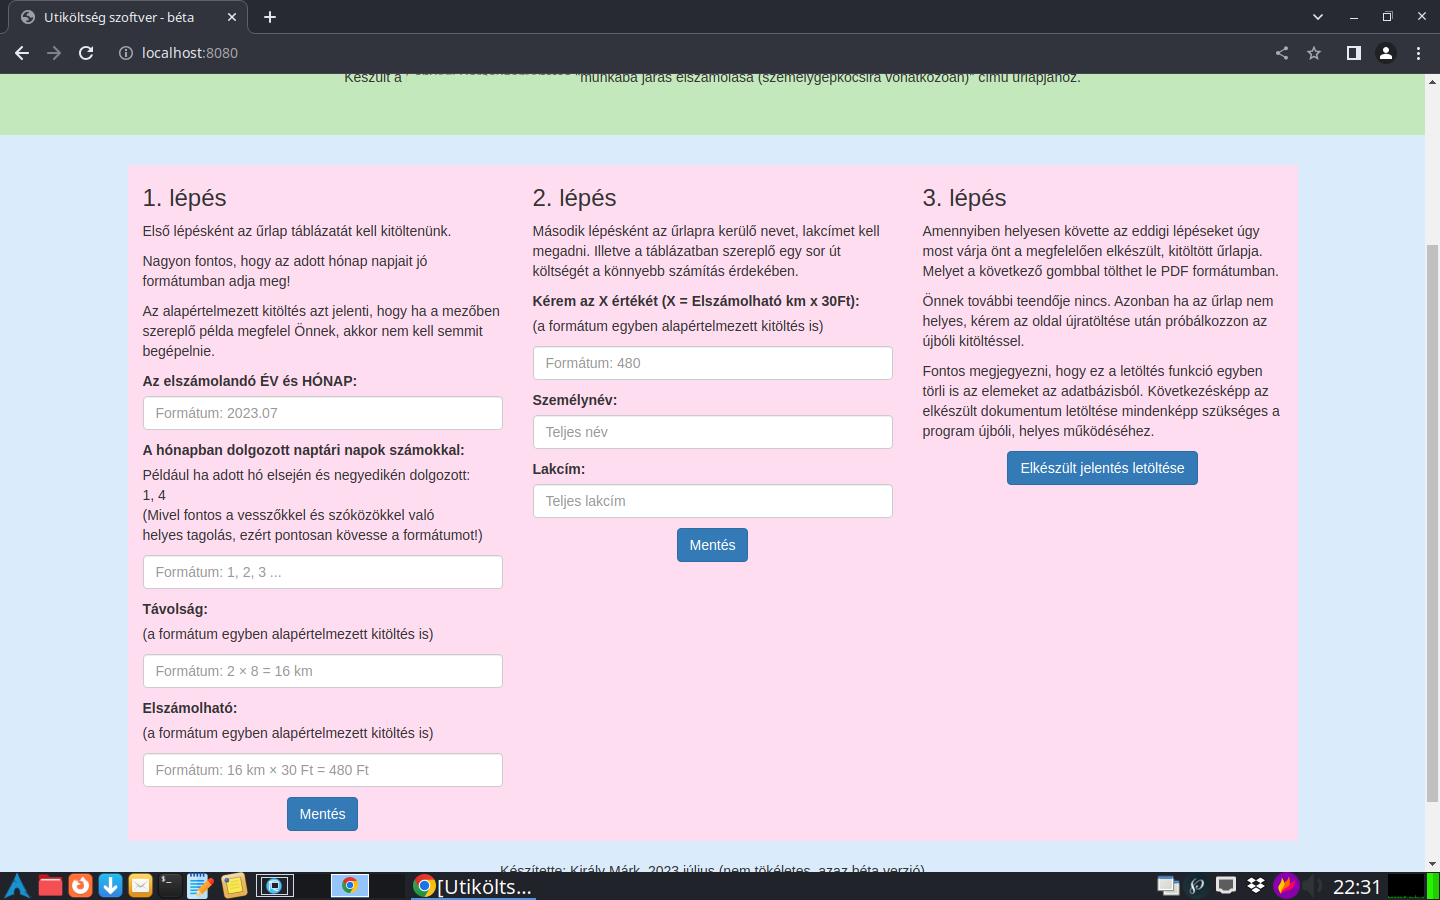 Utiköltség szoftver - béta
localhost:8080
Készült a
"munkába járás elszámolása (személygépkocsira vonatkozóan)" című űrlapjához.
1. lépés
Első lépésként az űrlap táblázatát kell kitöltenünk.
Nagyon fontos, hogy az adott hónap napjait jó
formátumban adja meg!
Az alapértelmezett kitöltés azt jelenti, hogy ha a mezőben
szereplő példa megfelel Önnek, akkor nem kell semmit
begépelnie.
Az elszámolandó ÉV és HÓNAP:
Formátum: 2023.07
A hónapban dolgozott naptári napok számokkal:
Például ha adott hó elsején és negyedikén dolgozott:
1, 4
(Mivel fontos a vesszőkkel és szóközökkel való
helyes tagolás, ezért pontosan kövesse a formátumot!)
Formátum: 1, 2, 3 ...
Távolság:
(a formátum egyben alapértelmezett kitöltés is)
Formátum: 2 × 8 = 16 km
Elszámolható:
(a formátum egyben alapértelmezett kitöltés is)
Formátum: 16 km × 30 Ft = 480 Ft
Mentés
2. lépés
Második lépésként az űrlapra kerülő nevet, lakcímet kell
megadni. Illetve a táblázatban szereplő egy sor út
költségét a könnyebb számítás érdekében.
Kérem az X értékét (X = Elszámolható km x 30Ft):
(a formátum egyben alapértelmezett kitöltés is)
Formátum: 480
Személynév:
Teljes név
Lakcím:
Teljes lakcím
Mentés
3. lépés
Amennyiben helyesen követte az eddigi lépéseket úgy
most várja önt a megfelelően elkészült, kitöltött űrlapja.
Melyet a következő gombbal tölthet le PDF formátumban.
Önnek további teendője nincs. Azonban ha az űrlap nem
helyes, kérem az oldal újratöltése után próbálkozzon az
újbóli kitöltéssel.
Fontos megjegyezni, hogy ez a letöltés funkció egyben
törli is az elemeket az adatbázisból. Következésképp az
elkészült dokumentum letöltése mindenképp szükséges a
program újbóli, helyes működéséhez.
Elkészült jelentés letöltése
Készítette: Király Márk, 2023 július (nem tökéletes, azaz béta verzió)
[Utikölts...
22:31